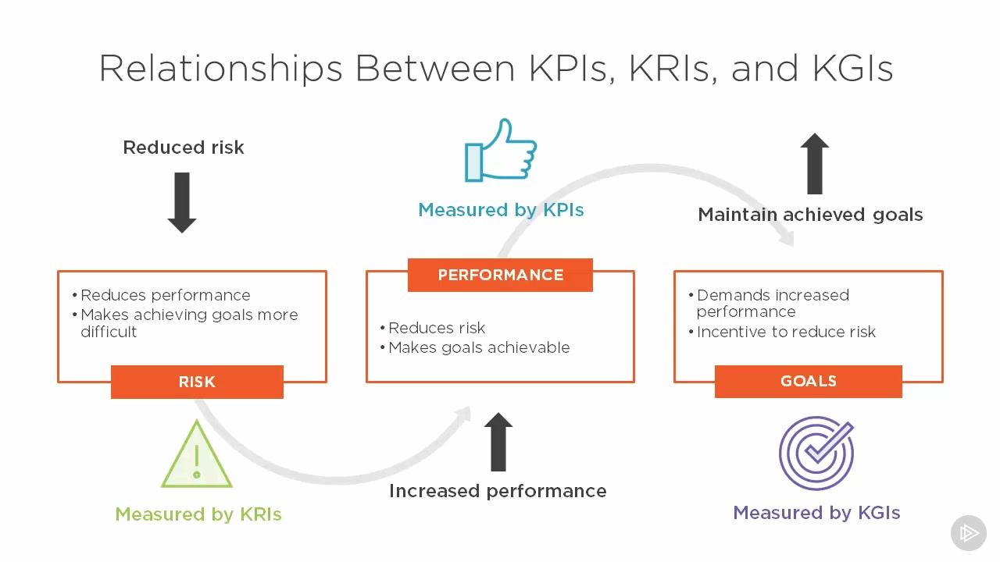 Relationships Between KPIs, KRIs, and KGIs
Reduced risk
• Reduces performance
• Makes achieving goals more
difficult
RISK
Measured by KRIs
Measured by KPIs
PERFORMANCE
• Reduces risk
• Makes goals achievable
Increased performance
Maintain achieved goals
• Demands increased
performance
• Incentive to reduce risk
GOALS
Measured by KGIs